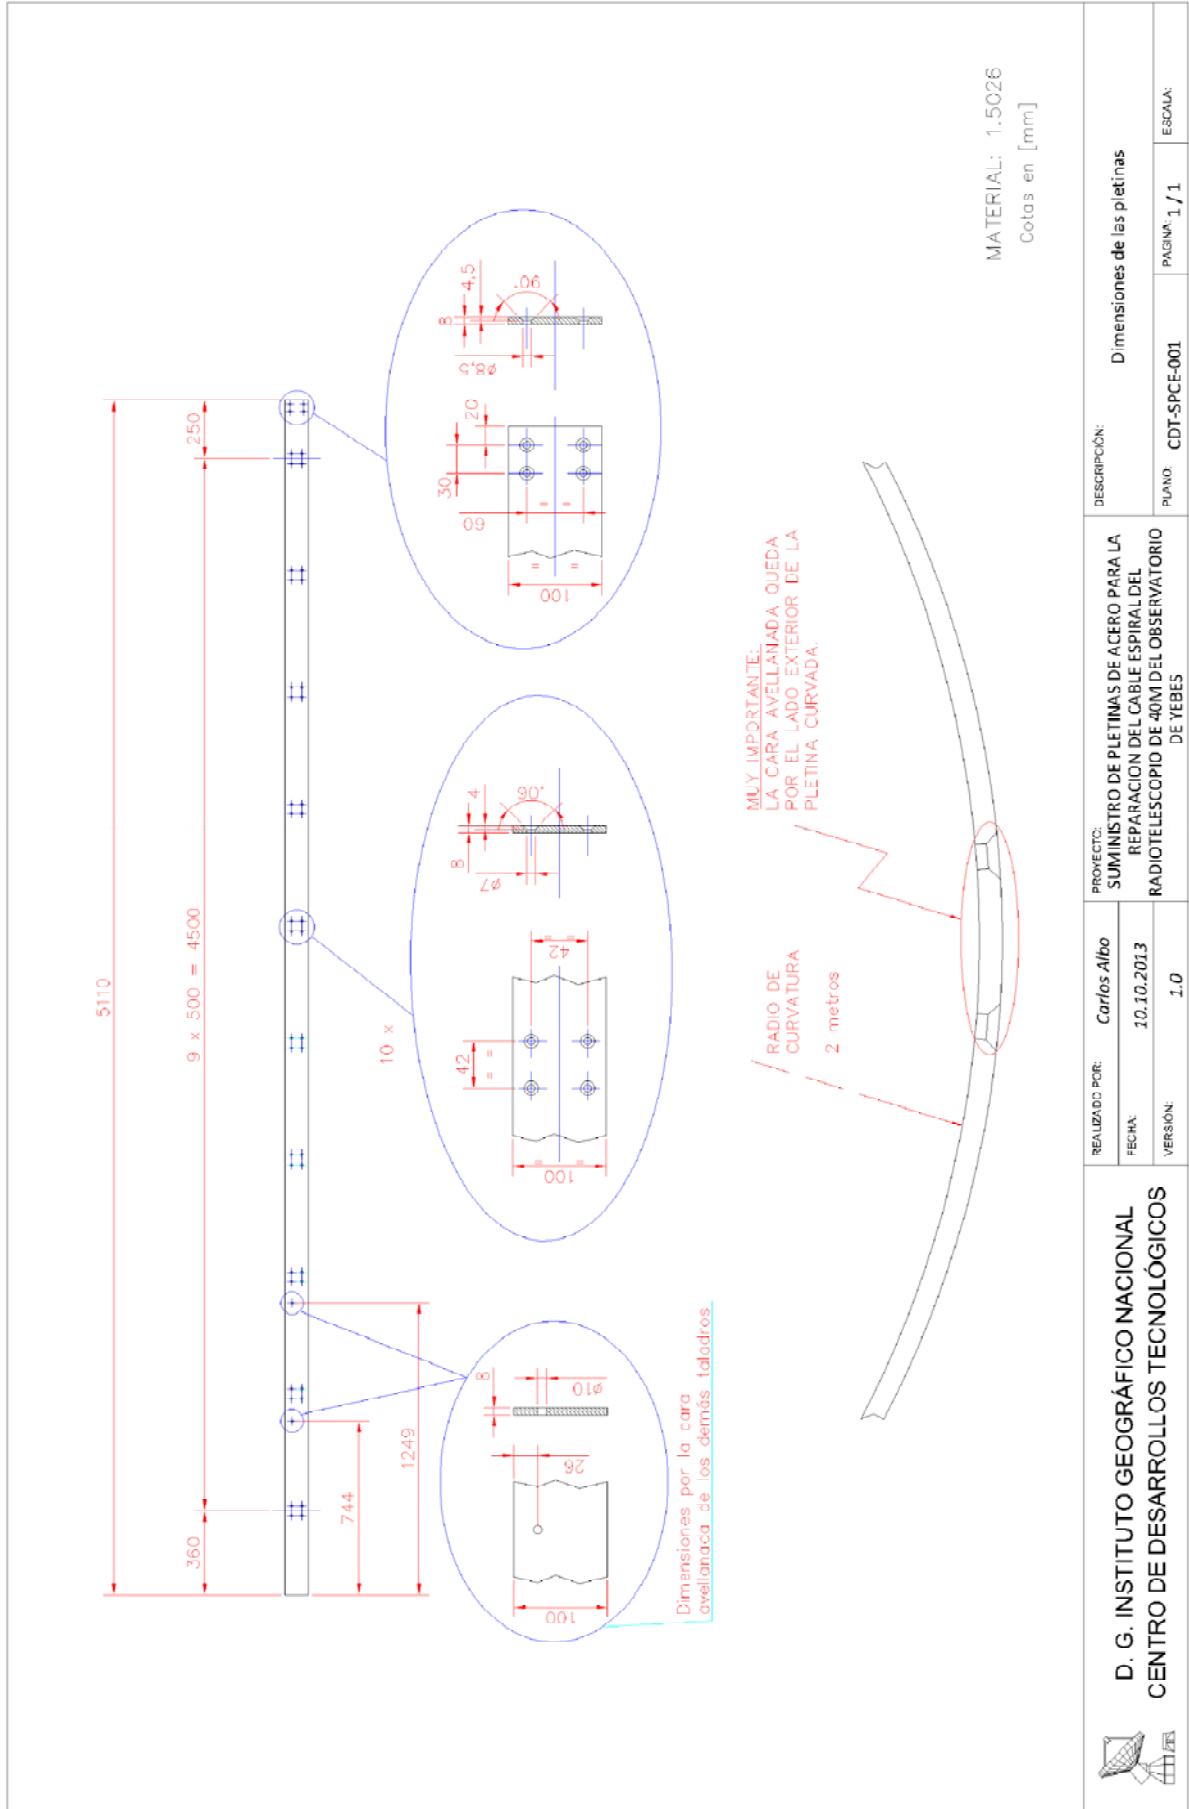 5110
9 x 500 = 4500
250
360
744
1249
10 x
8
Ø10
26
100
Dimensiones por la cara
avellanada de los demás taladros
42
42
100
8
4
90°
Ø7
30
20
60
100
8
4,5
90°
Ø8,5
RADIO DE
CURVATURA
2 metros
MUY IMPORTANTE:
LA CARA AVELLANADA QUEDA
POR EL LADO EXTERIOR DE LA
PLETINA CURVADA.
MATERIAL: 1.5026
Cotas en [mm]
D. G. INSTITUTO GEOGRÁFICO NACIONAL
CENTRO DE DESARROLLOS TECNOLÓGICOS
REALIZADO POR: Carlos Albo
FECHA: 10.10.2013
VERSIÓN: 1.0
PROYECTO:
SUMINISTRO DE PLETINAS DE ACERO PARA LA
REPARACION DEL CABLE ESPIRAL DEL
RADIOTELESCOPIO DE 40M DEL OBSERVATORIO
DE YEBES
DESCRIPCIÓN:
Dimensiones de las pletinas
PLANO: CDT-SPCE-001
PAGINA: 1 / 1
ESCALA: